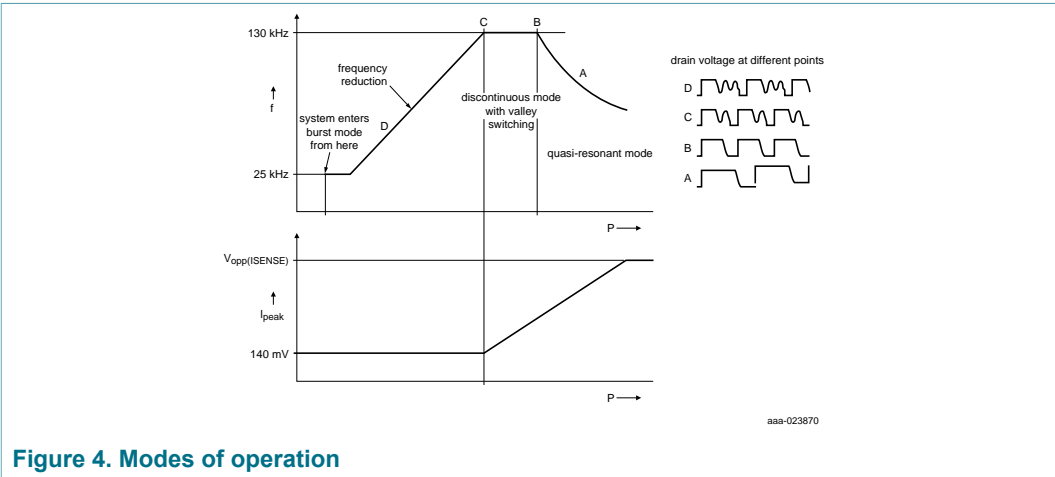 C
B
130 kHz
frequency
reduction
A
drain voltage at different points
D
f
discontinuous mode
with valley
switching
C
system enters
burst mode
from here
D
B
quasi-resonant mode
25 kHz
A
P
Vopp(ISENSE)
Ipeak
140 mV
P
aaa-023870
Figure 4. Modes of operation